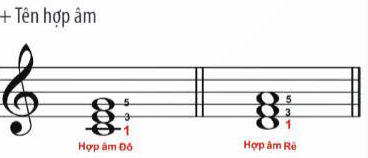 + Tên hợp âm
5 5
3 3
1 1
Hợp âm Đô Hợp âm Rê